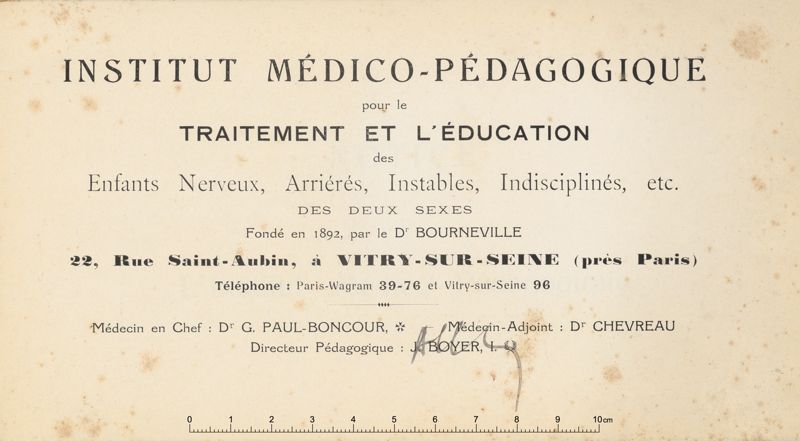 INSTITUT MÉDICO-PÉDAGOGIQUE
pour le
TRAITEMENT ET L'ÉDUCATION
des
Enfants Nerveux, Arriérés, Instables, Indisciplinés, etc.
DES DEUX SEXES
Fondé en 1892, par le Dr BOURNEVILLE
22, Rue Saint-Aubin, à VITRY-SUR-SEINE (près Paris)
Téléphone : Paris-Wagram 39-76 et Vitry-sur-Seine 96
Médecin en Chef : Dr G. PAUL-BONCOUR, ✲ Médecin-Adjoint : Dr CHEVREAU
Directeur Pédagogique : J. BOYER, I.
0 1 2 3 4 5 6 7 8 9 10 cm